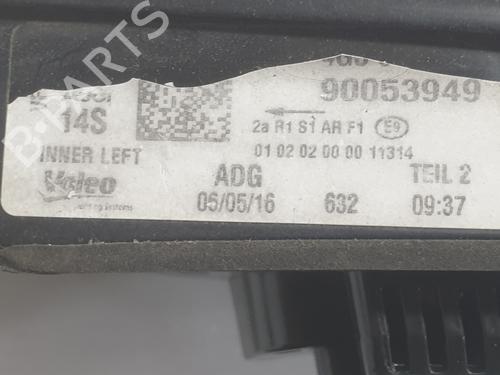 90053949
14S
2a R1 S1 AR F1 E9
INNER LEFT
01 02 02 00 00 11314
Valeo
ADG
TEIL 2
05/05/16
632
09:37
B-PARTS